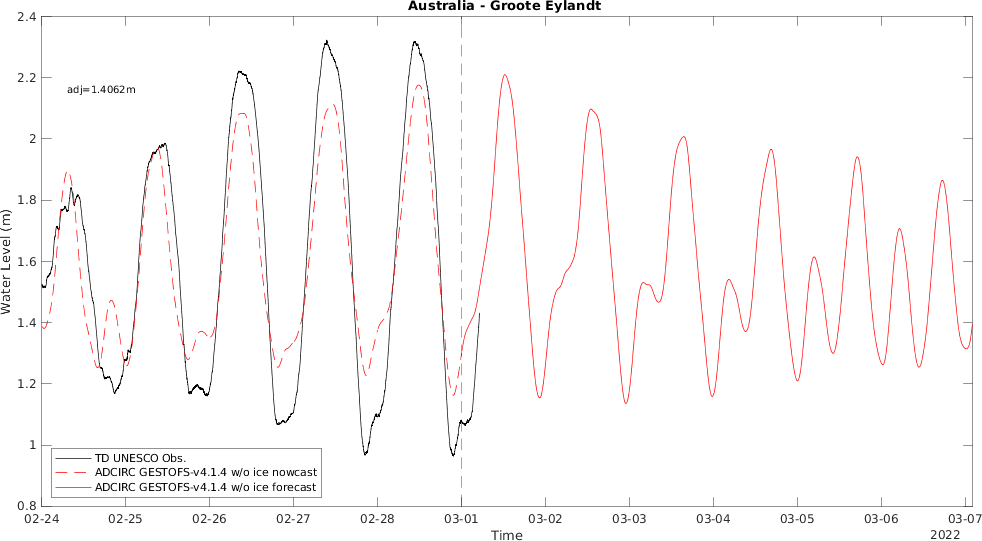 Australia - Groote Eylandt
2.4
2.2
adj=1.4062m
2
1.8
1.6
1.4
1.2
1
0.8
Water Level (m)
TD UNESCO Obs.
ADCIRC GESTOFS-v4.1.4 w/o ice nowcast
ADCIRC GESTOFS-v4.1.4 w/o ice forecast
02-24 02-25 02-26 02-27 02-28 03-01 03-02 03-03 03-04 03-05 03-06 03-07
Time
2022